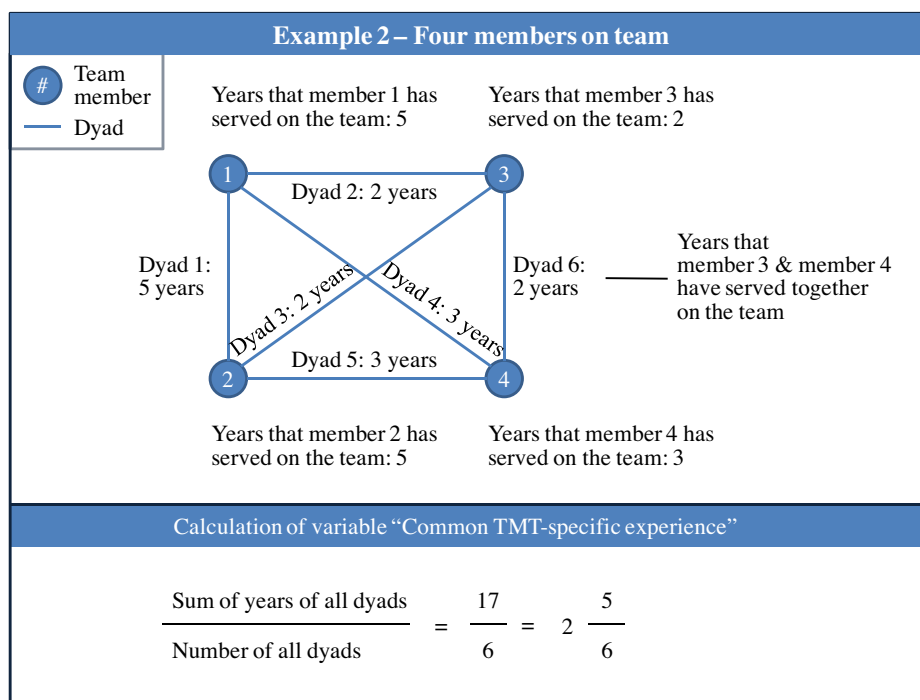 Example 2 – Four members on team
# Team
member
Dyad
Years that member 1 has
served on the team: 5
Years that member 3 has
served on the team: 2
1
3
Dyad 2: 2 years
Dyad 1:
5 years
Dyad 3: 2 years
Dyad 4: 3 years
Dyad 6:
2 years
Years that
member 3 & member 4
have served together
on the team
Dyad 5: 3 years
2
4
Years that member 2 has
served on the team: 5
Years that member 4 has
served on the team: 3
Calculation of variable “Common TMT-specific experience”
Sum of years of all dyads
Number of all dyads
=
17
6
=
2
5
6